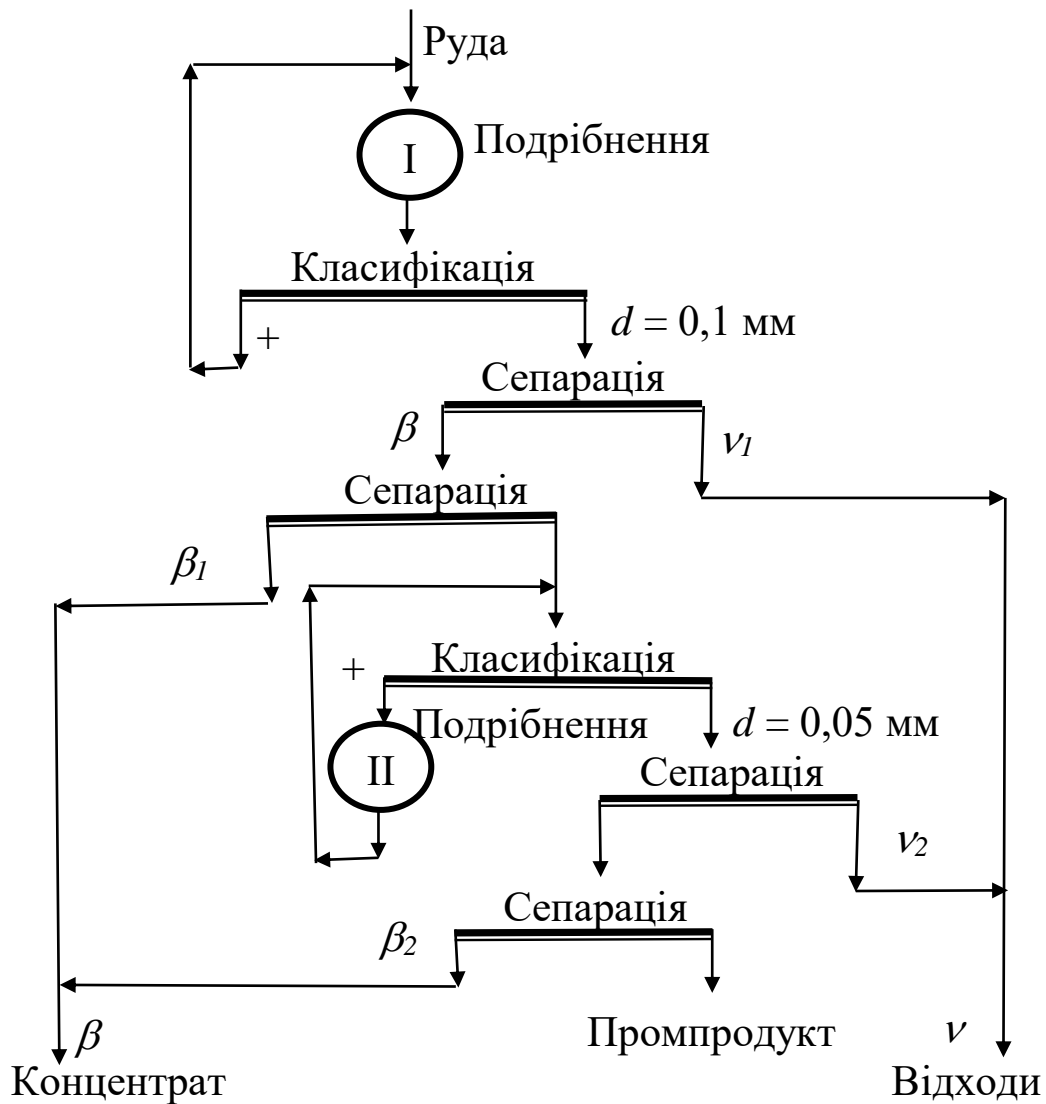 Руда
Подрібнення
I
Класифікація
+
d = 0,1 мм
Сепарація
β
ν1
Сепарація
β1
+
Класифікація
Подрібнення
d = 0,05 мм
II
Сепарація
ν2
Сепарація
β2
Промпродукт
β
ν
Концентрат
Відходи